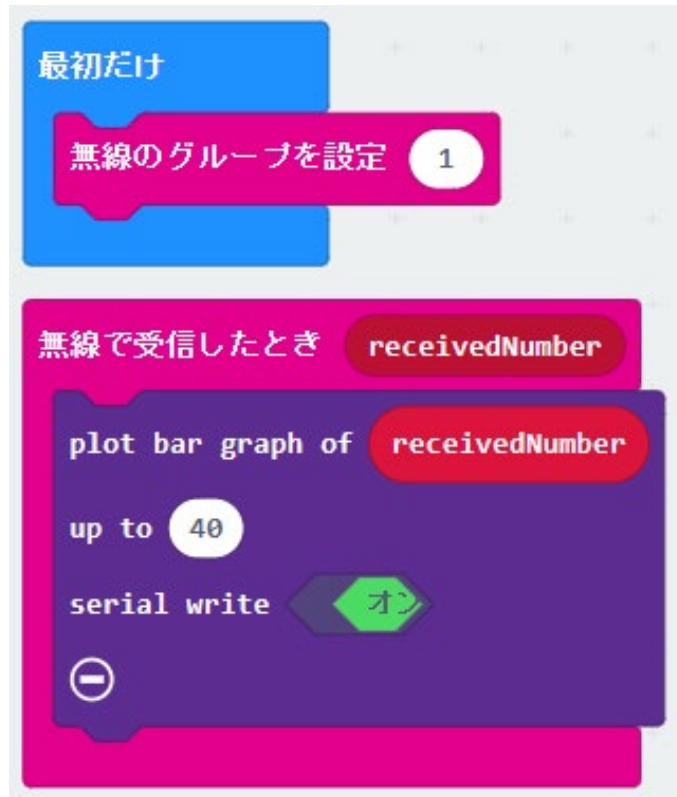 最初だけ
無線のグループを設定 1
無線で受信したとき receivedNumber
plot bar graph of receivedNumber
up to 40
serial write オン